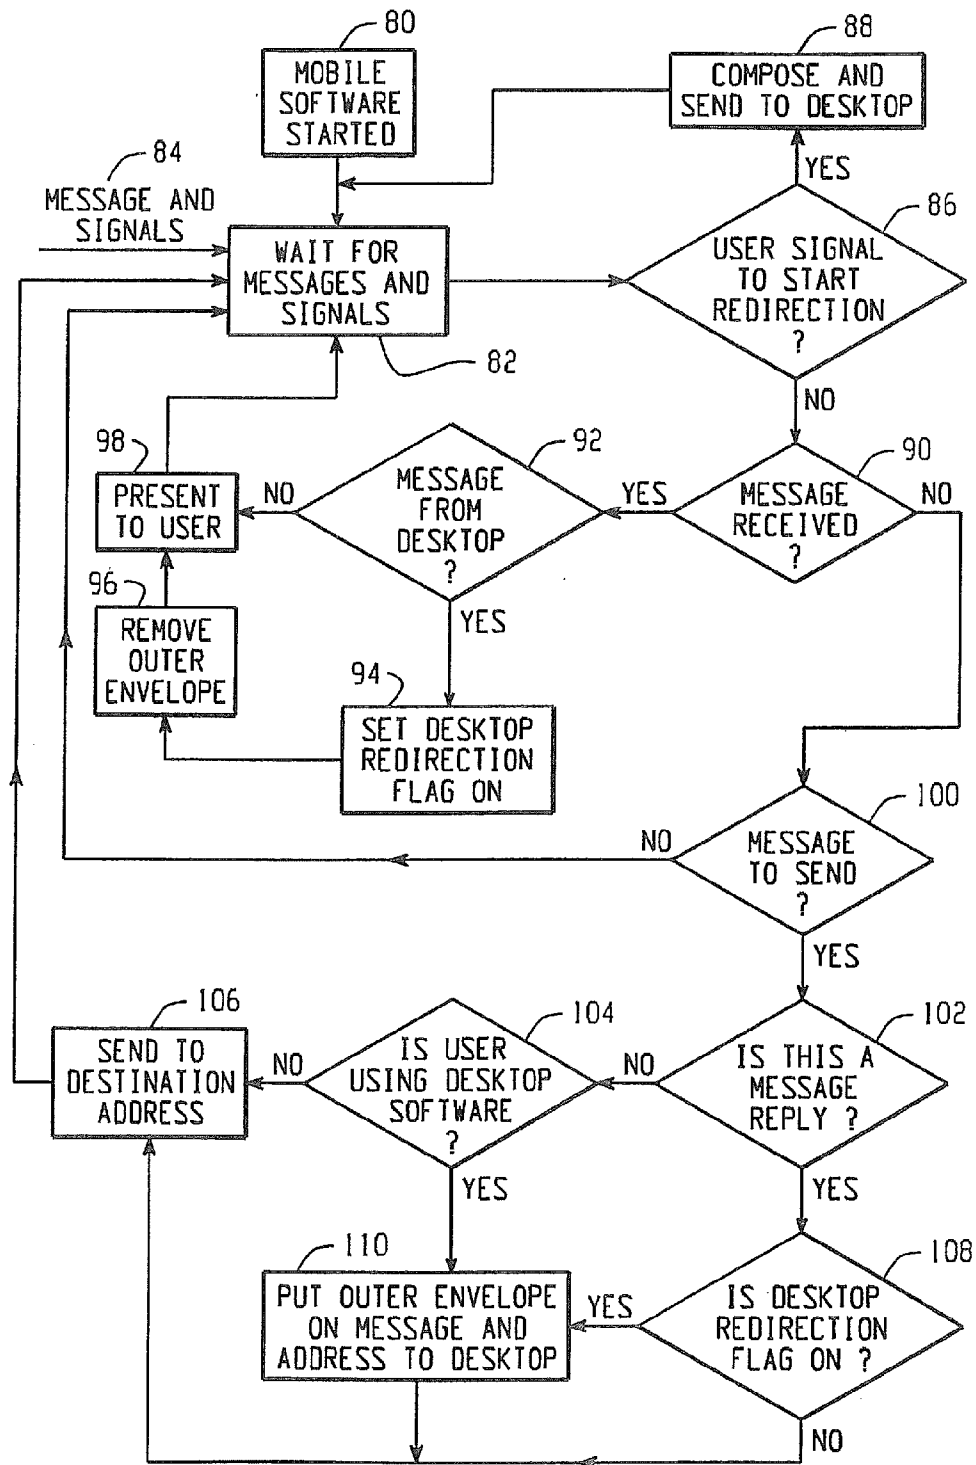 80
MOBILE
SOFTWARE
STARTED
88
COMPOSE AND
SEND TO DESKTOP
84
MESSAGE AND
SIGNALS
YES
86
WAIT FOR
MESSAGES AND
SIGNALS
82
USER SIGNAL
TO START
REDIRECTION
?
NO
98
PRESENT
TO USER
NO
92
MESSAGE
FROM
DESKTOP
?
YES
90
MESSAGE
RECEIVED
?
NO
96
REMOVE
OUTER
ENVELOPE
YES
94
SET DESKTOP
REDIRECTION
FLAG ON
100
NO
MESSAGE
TO SEND
?
YES
106
SEND TO
DESTINATION
ADDRESS
NO
104
IS USER
USING DESKTOP
SOFTWARE
?
NO
102
IS THIS A
MESSAGE
REPLY ?
YES
YES
110
PUT OUTER ENVELOPE
ON MESSAGE AND
ADDRESS TO DESKTOP
YES
108
IS DESKTOP
REDIRECTION
FLAG ON ?
NO